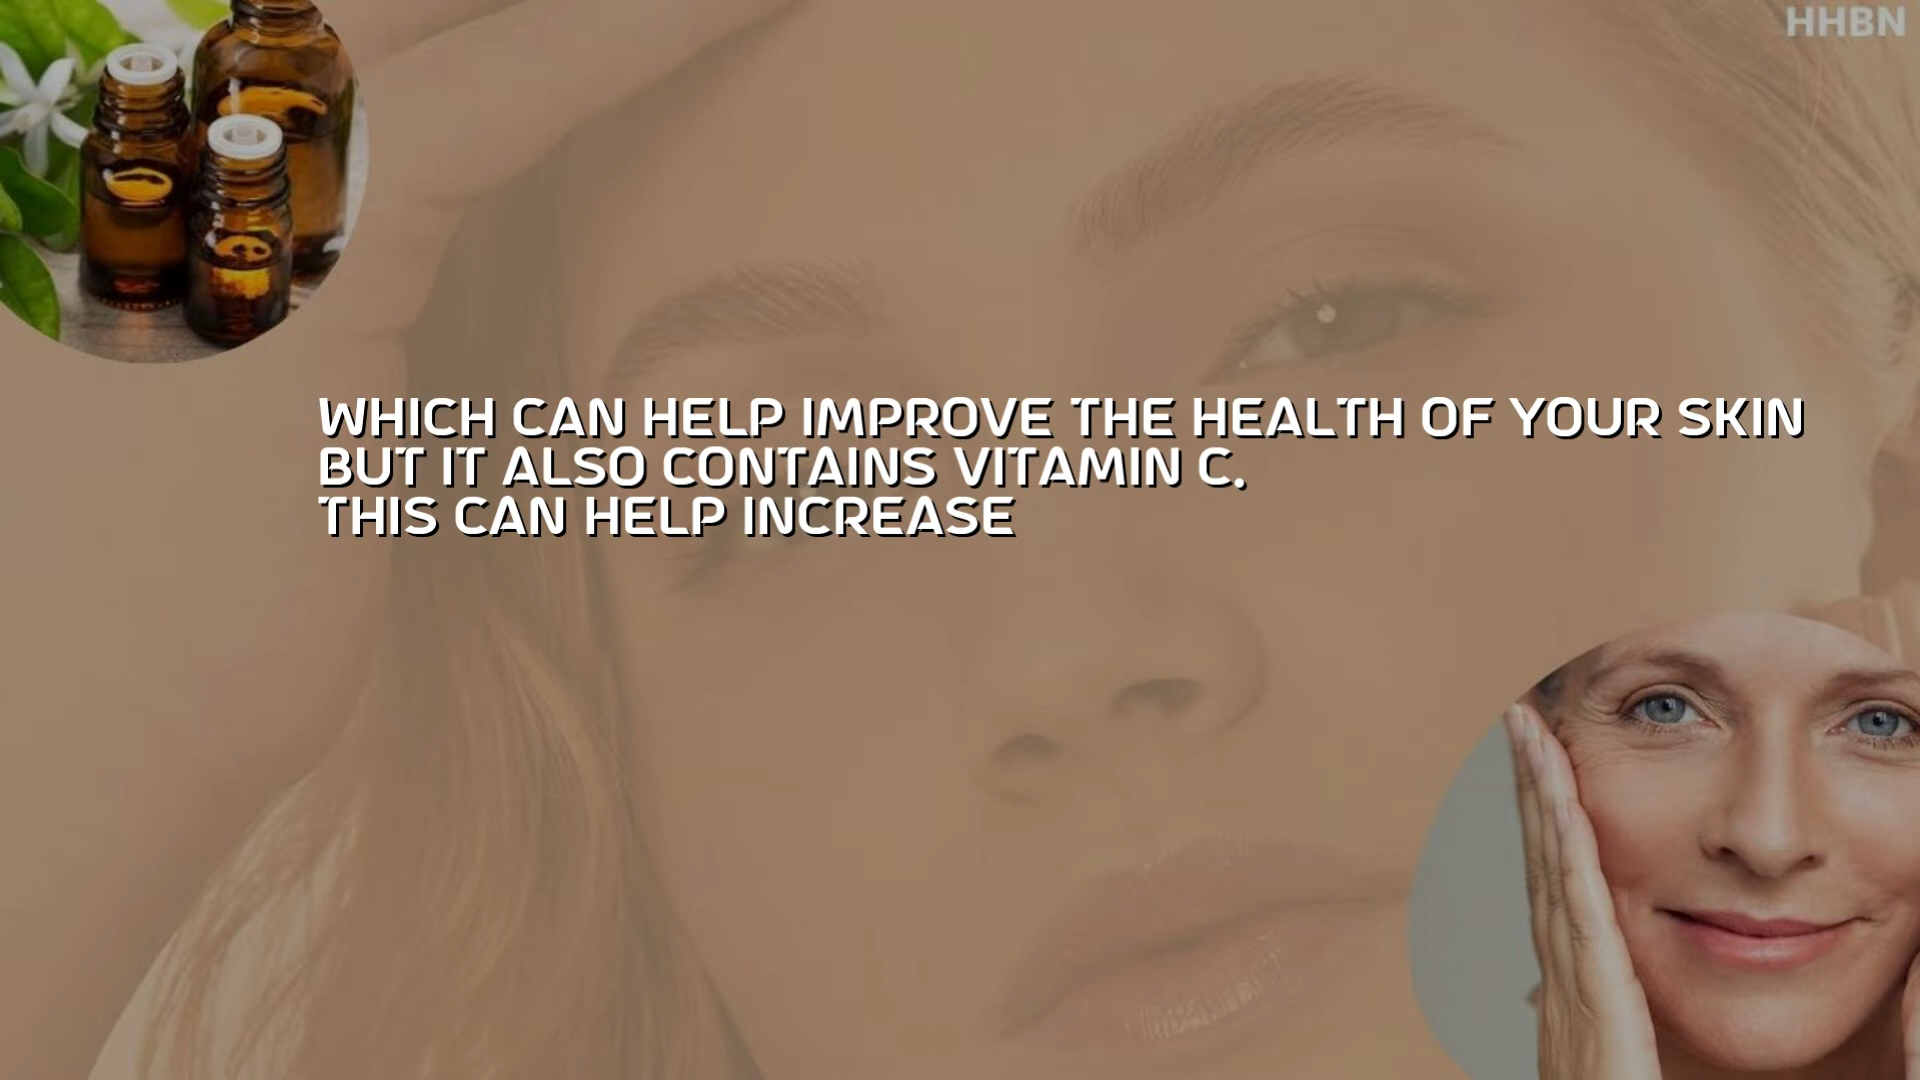 HHBN
WHICH CAN HELP IMPROVE THE HEALTH OF YOUR SKIN
BUT IT ALSO CONTAINS VITAMIN C.
THIS CAN HELP INCREASE